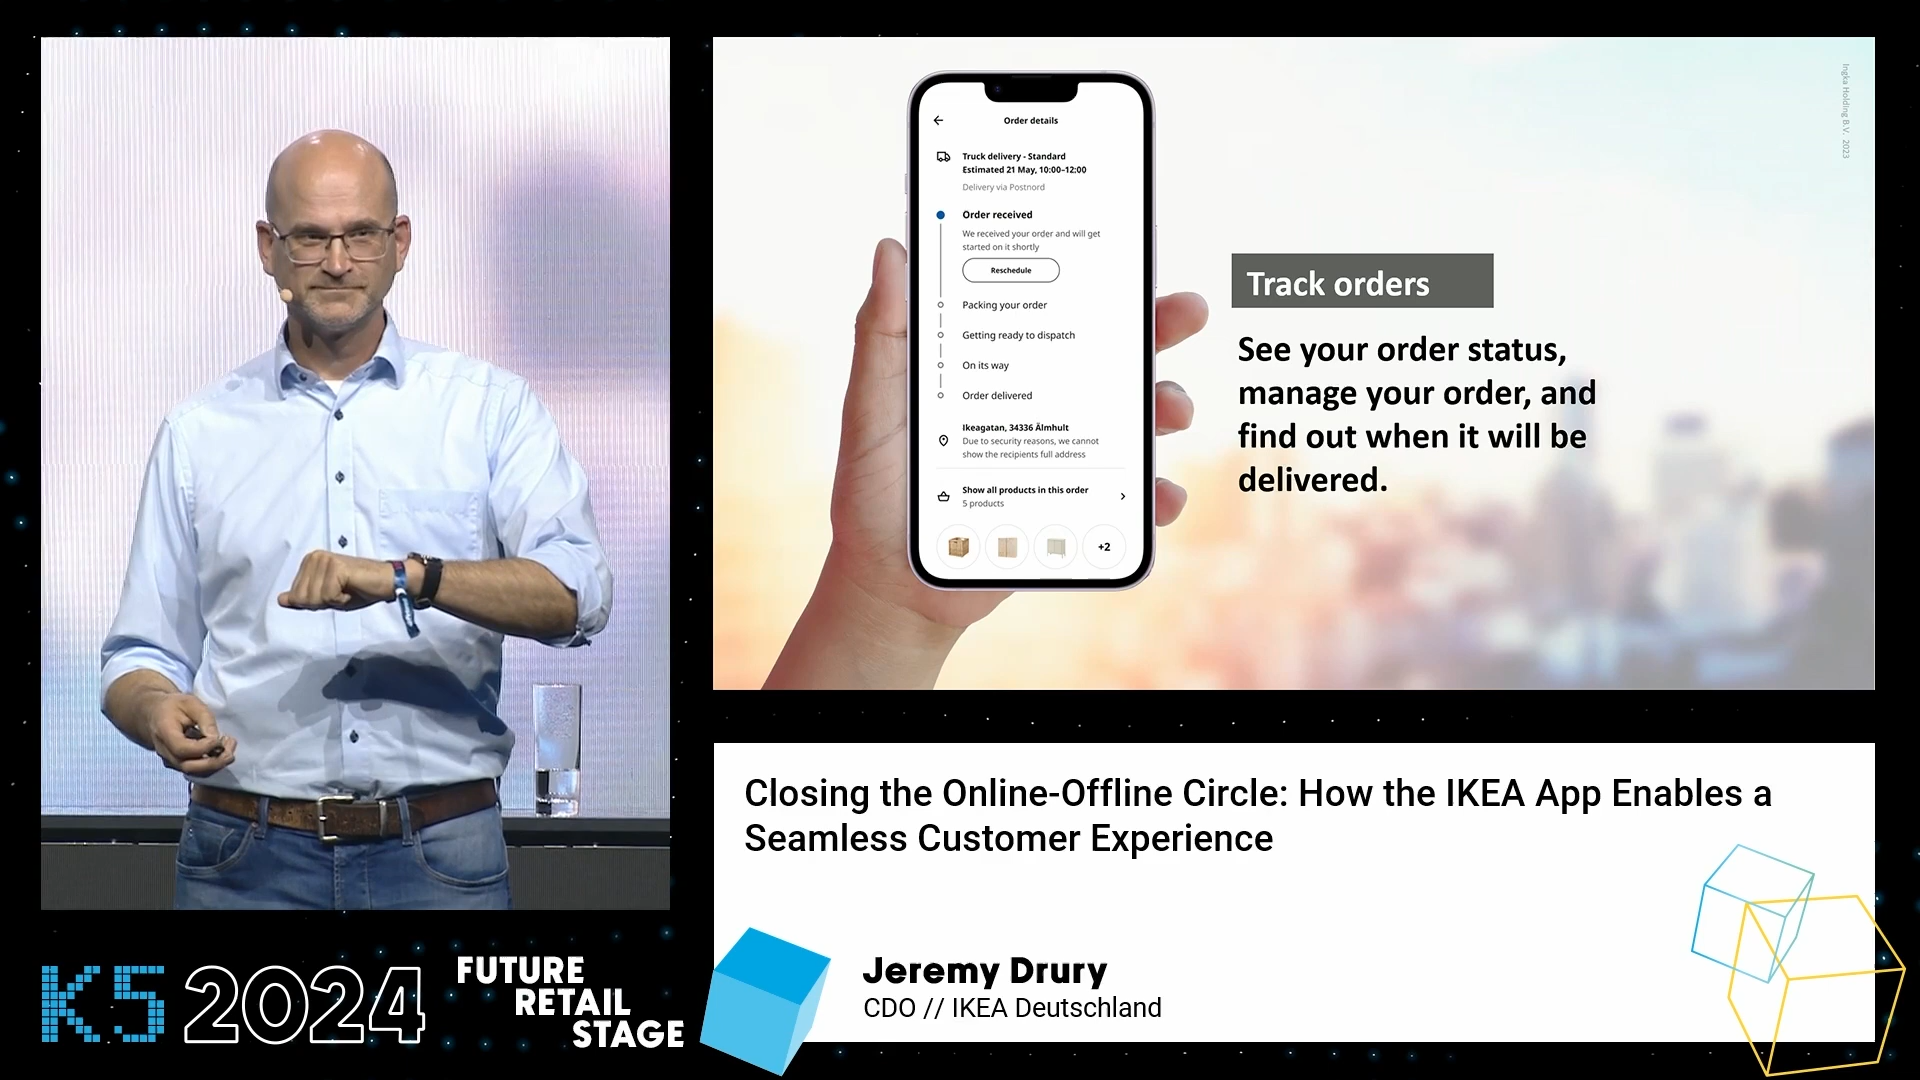 Ingka Holding B.V. 2023
Order details
Truck delivery - Standard
Estimated 21 May, 10:00–12:00
Delivery via Postnord
Order received
We received your order and will get
started on it shortly
Reschedule
Packing your order
Getting ready to dispatch
On its way
Order delivered
Ikeagatan, 34336 Älmhult
Due to security reasons, we cannot
show the recipients full address
Show all products in this order
5 products
+2
Track orders
See your order status,
manage your order, and
find out when it will be
delivered.
Closing the Online-Offline Circle: How the IKEA App Enables a
Seamless Customer Experience
Jeremy Drury
CDO // IKEA Deutschland
K5 2024
FUTURE
RETAIL
STAGE